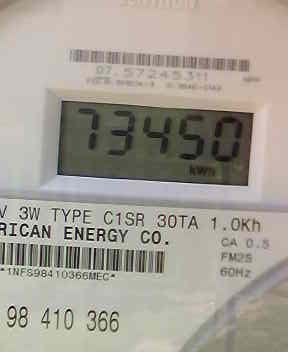 07.57245311
73450
kWh
V 3W TYPE C1SR 30TA 1.0Kh
RICAN ENERGY CO.
CA 0.5
FM2S
60Hz
*1NFS98410366MEC*
98 410 366